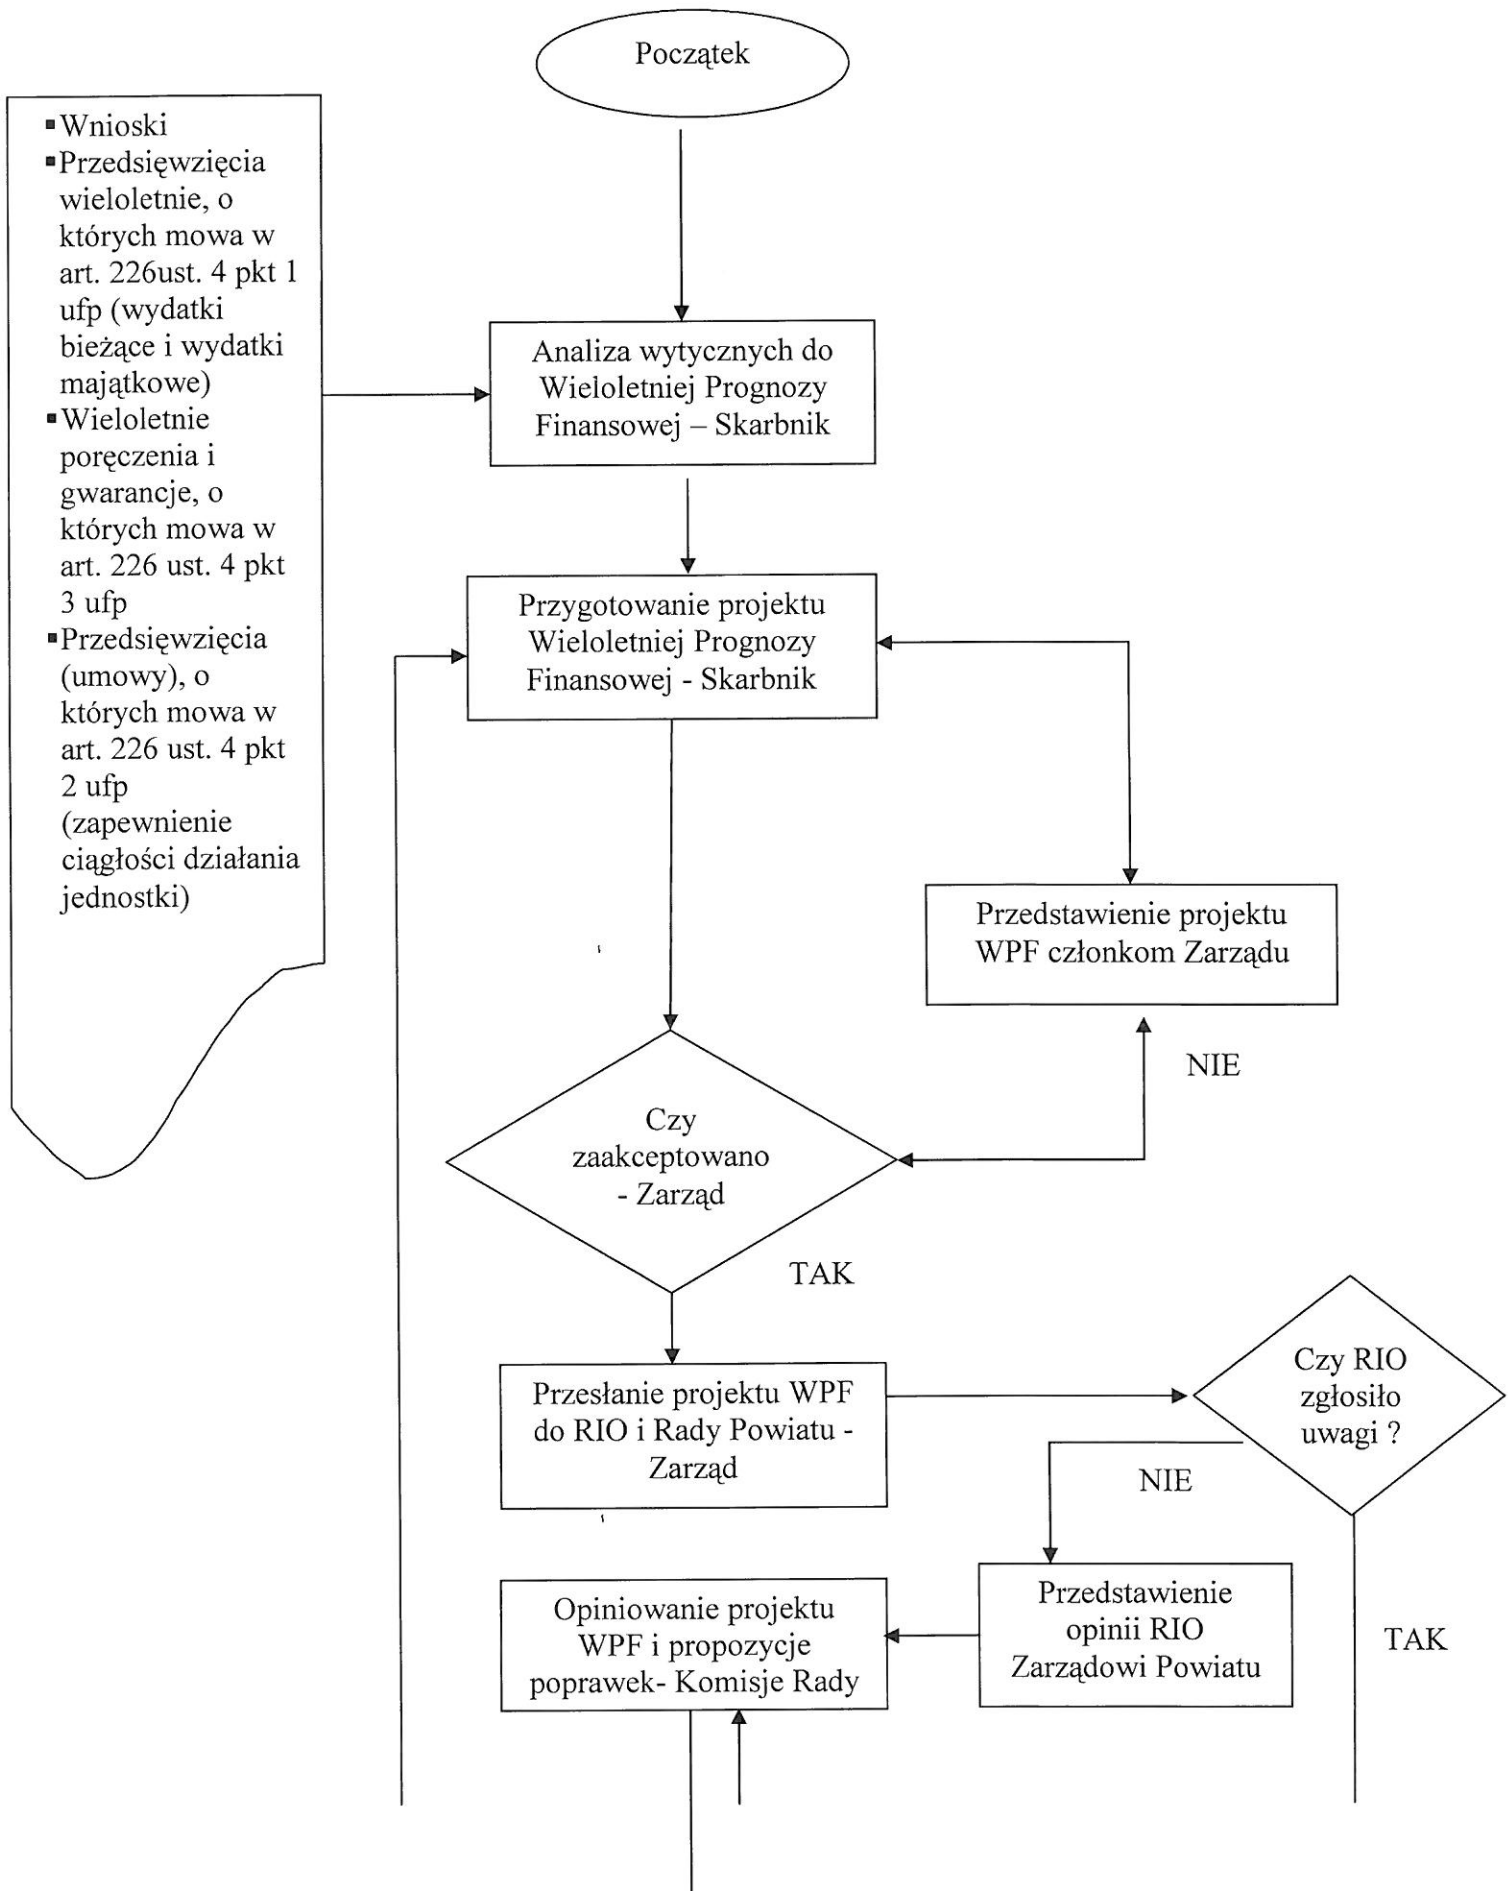 Początek
▪Wnioski
▪Przedsięwzięcia
wieloletnie, o
których mowa w
art. 226ust. 4 pkt 1
ufp (wydatki
bieżące i wydatki
majątkowe)
▪Wieloletnie
poręczenia i
gwarancje, o
których mowa w
art. 226 ust. 4 pkt
3 ufp
▪Przedsięwzięcia
(umowy), o
których mowa w
art. 226 ust. 4 pkt
2 ufp
(zapewnienie
ciągłości działania
jednostki)
Analiza wytycznych do
Wieloletniej Prognozy
Finansowej – Skarbnik
Przygotowanie projektu
Wieloletniej Prognozy
Finansowej - Skarbnik
Przedstawienie projektu
WPF członkom Zarządu
NIE
Czy
zaakceptowano
- Zarząd
TAK
Przesłanie projektu WPF
do RIO i Rady Powiatu -
Zarząd
Czy RIO
zgłosiło
uwagi ?
NIE
Przedstawienie
opinii RIO
Zarządowi Powiatu
TAK
Opiniowanie projektu
WPF i propozycje
poprawek- Komisje Rady